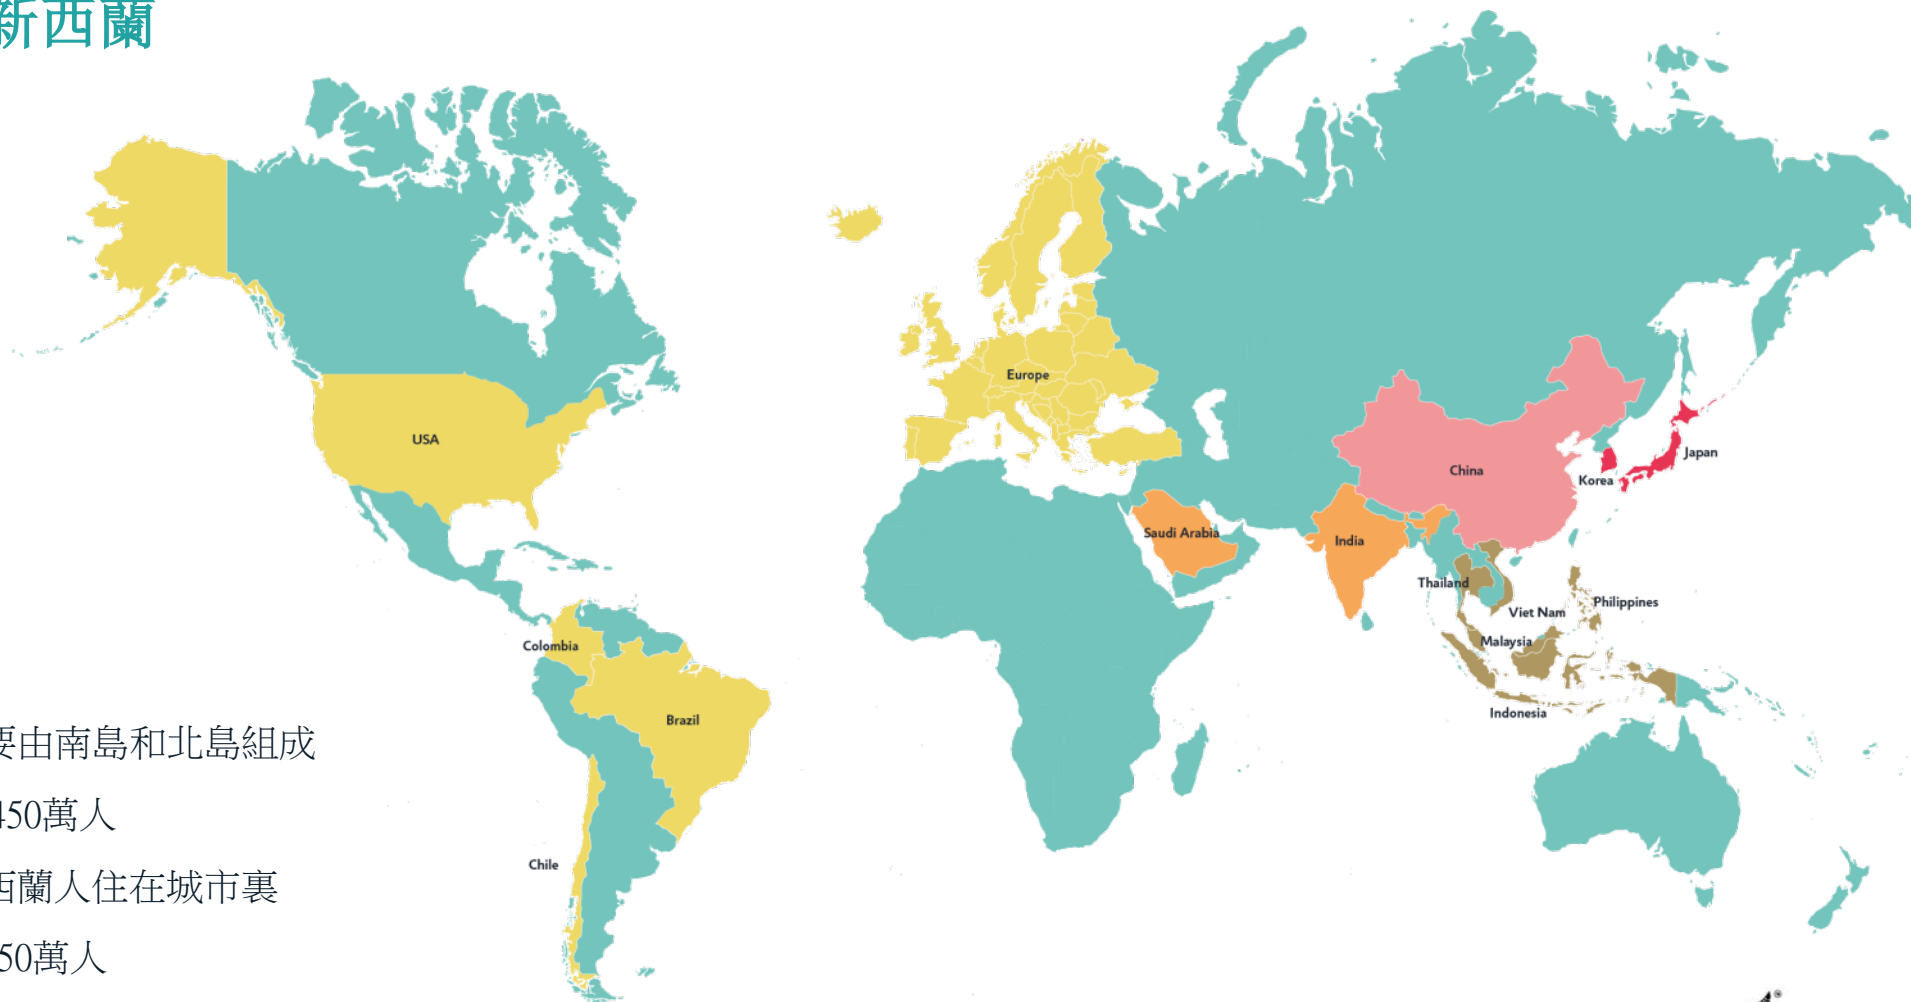 新西蘭
USA
Europe
China
Japan
Korea
Saudi Arabia
India
Thailand
Viet Nam
Philippines
Malaysia
Indonesia
Colombia
Brazil
Chile
要由南島和北島組成
450萬人
西蘭人住在城市裏
50萬人